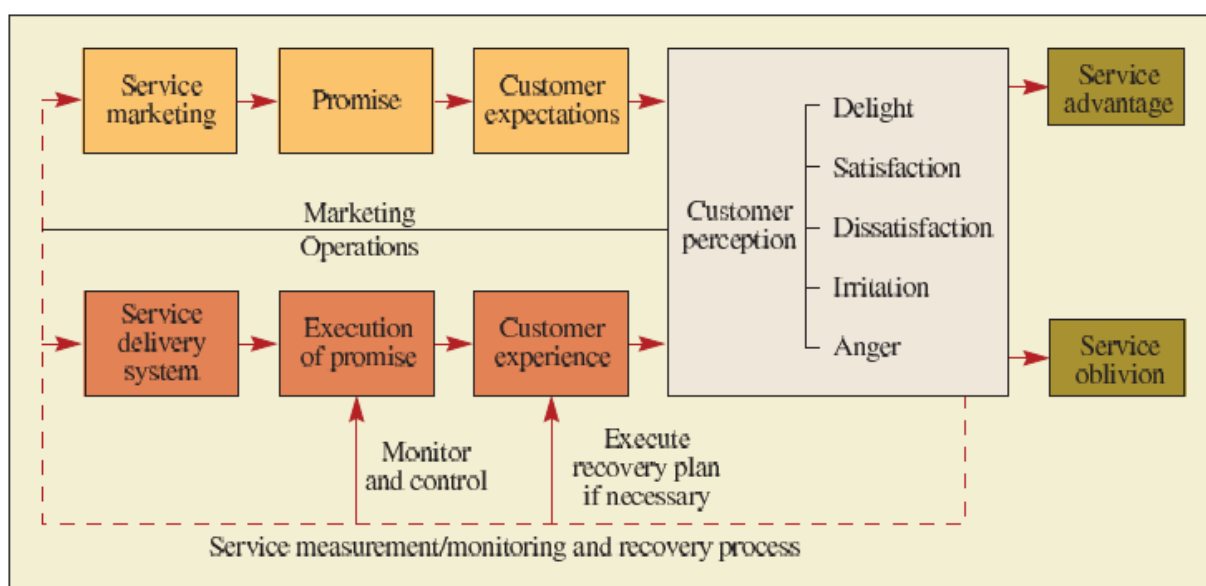 Service
marketing
Promise
Customer
expectations
Customer
perception
Delight
Satisfaction
Dissatisfaction
Irritation
Anger
Service
advantage
Marketing
Operations
Service
delivery
system
Execution
of promise
Customer
experience
Service
oblivion
Monitor
and control
Execute
recovery plan
if necessary
Service measurement/monitoring and recovery process